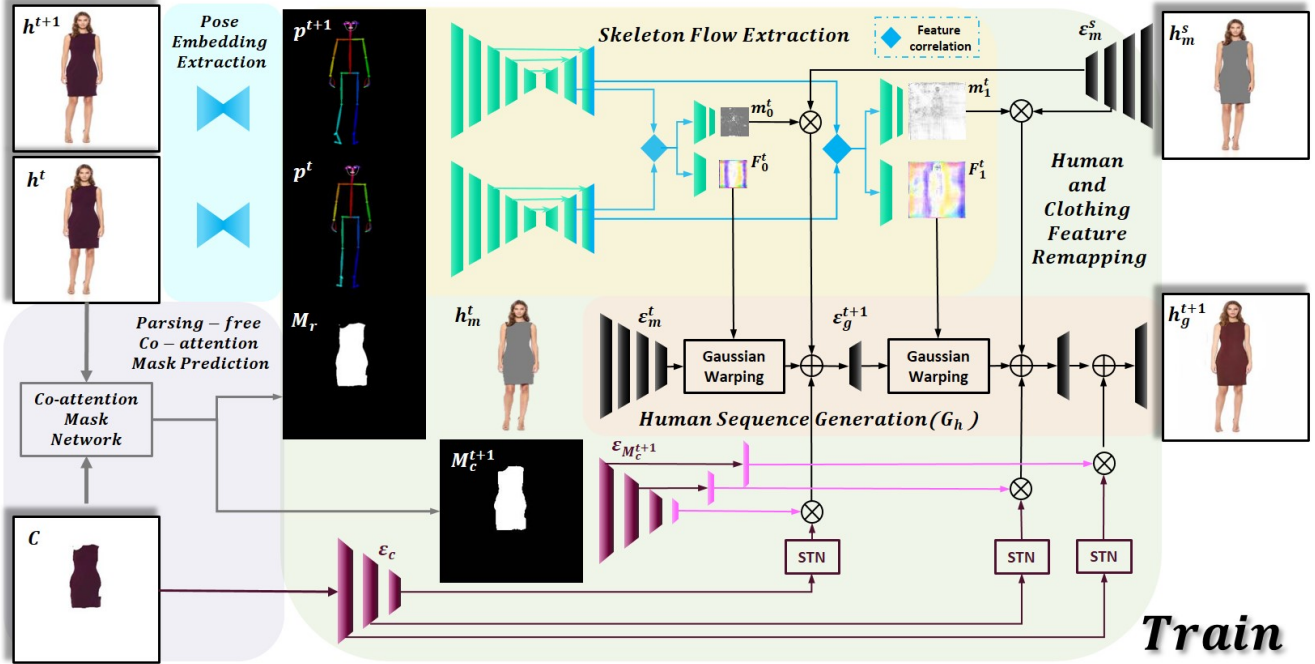 h^{t+1}
Pose
Embedding
Extraction
p^{t+1}
Skeleton Flow Extraction
Feature
correlation
ε_m^s
h_m^s
m_0^t
m_1^t
h^t
p^t
F_0^t
F_1^t
Human
and
Clothing
Feature
Remapping
Parsing – free
Co – attention
Mask Prediction
M_r
h_m^t
ε_m^t
ε_g^{t+1}
h_g^{t+1}
Gaussian
Warping
Gaussian
Warping
Co-attention
Mask
Network
Human Sequence Generation(G_h)
M_c^{t+1}
ε_{M_c^{t+1}}
C
ε_c
STN
STN
STN
Train